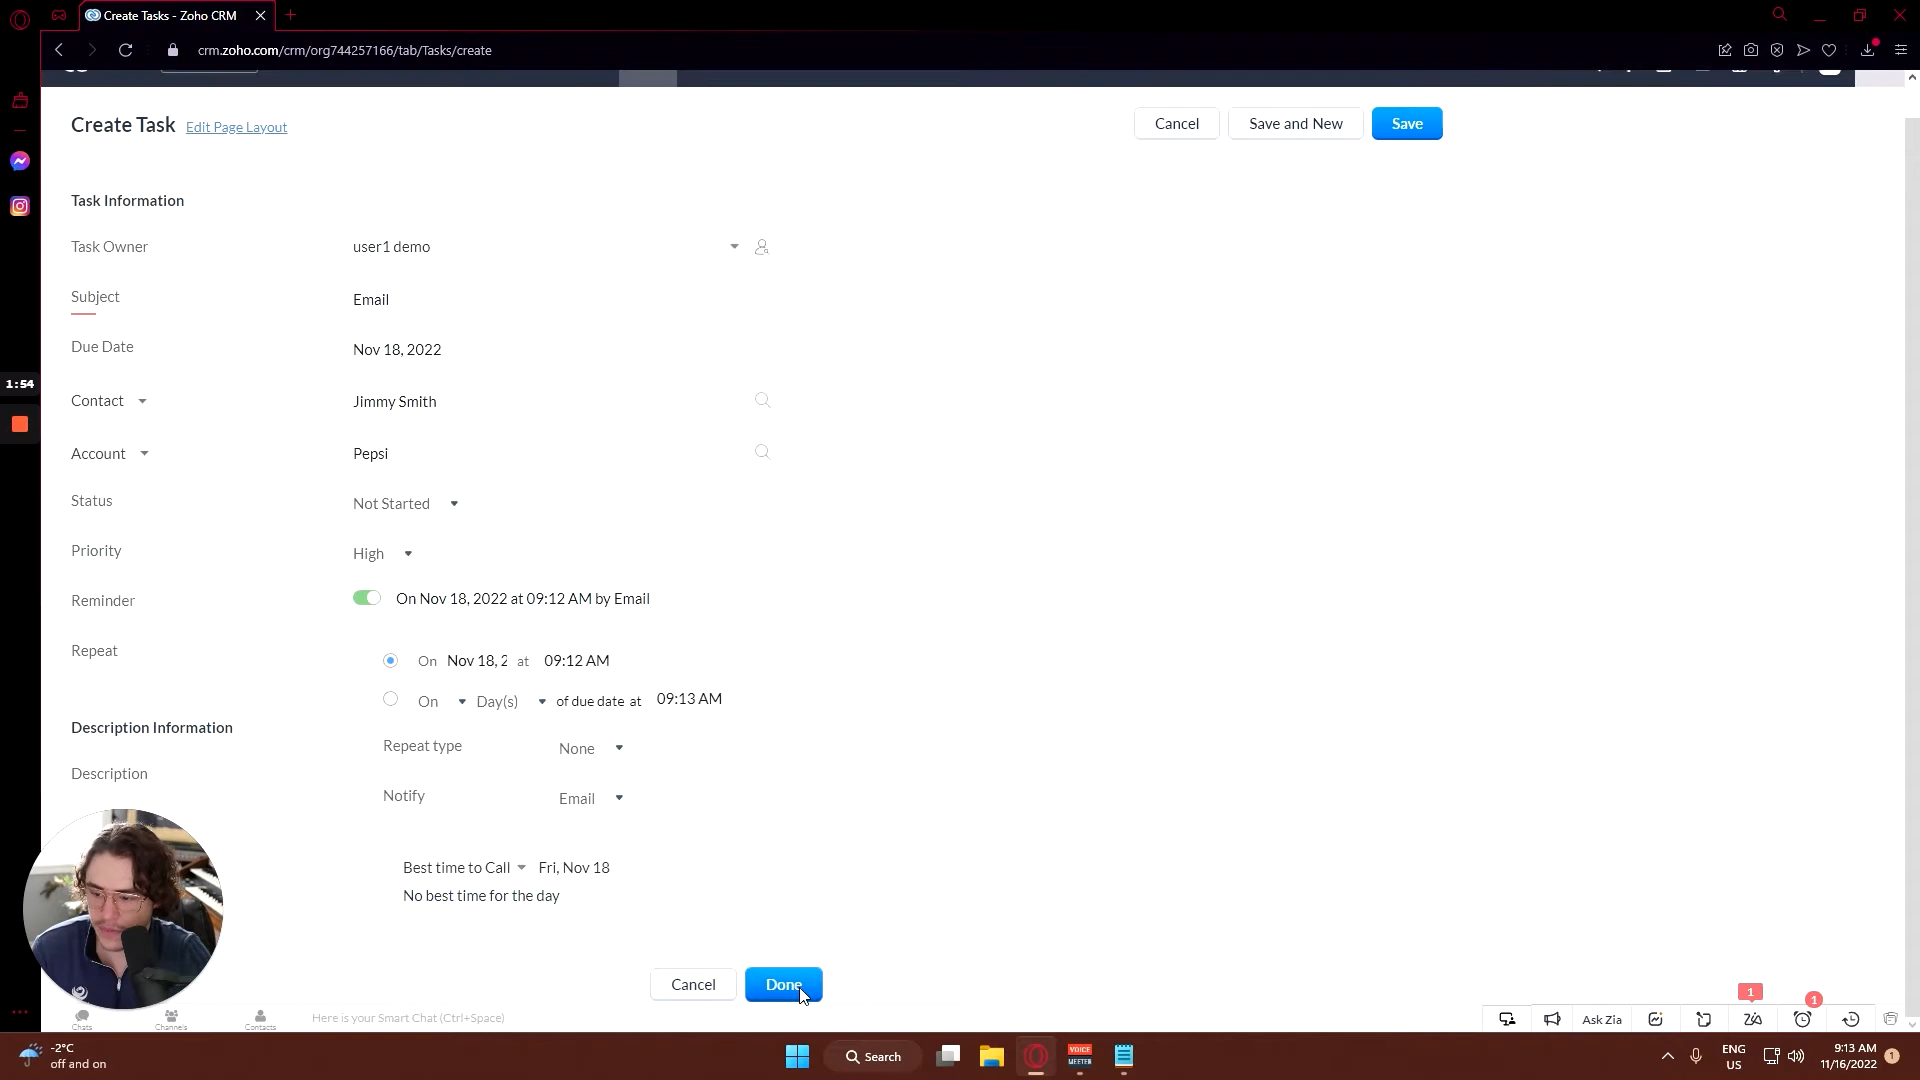 Create Tasks - Zoho CRM
crm.zoho.com/crm/org744257166/tab/Tasks/create
Create Task Edit Page Layout
Cancel Save and New Save
Task Information
Task Owner user1 demo
Subject Email
Due Date Nov 18, 2022
Contact Jimmy Smith
1:54
Account Pepsi
Status Not Started
Priority High
Reminder On Nov 18, 2022 at 09:12 AM by Email
Repeat
On Nov 18, 2 at 09:12 AM
On Day(s) of due date at 09:13 AM
Description Information
Repeat type None
Description
Notify Email
Best time to Call Fri, Nov 18
No best time for the day
Cancel Done
1 1
Chats Channels Contacts Here is your Smart Chat (Ctrl+Space) Ask Zia
-2°C
off and on
Search
VOICE
MEETER
ENG
US
9:13 AM
11/16/2022
1